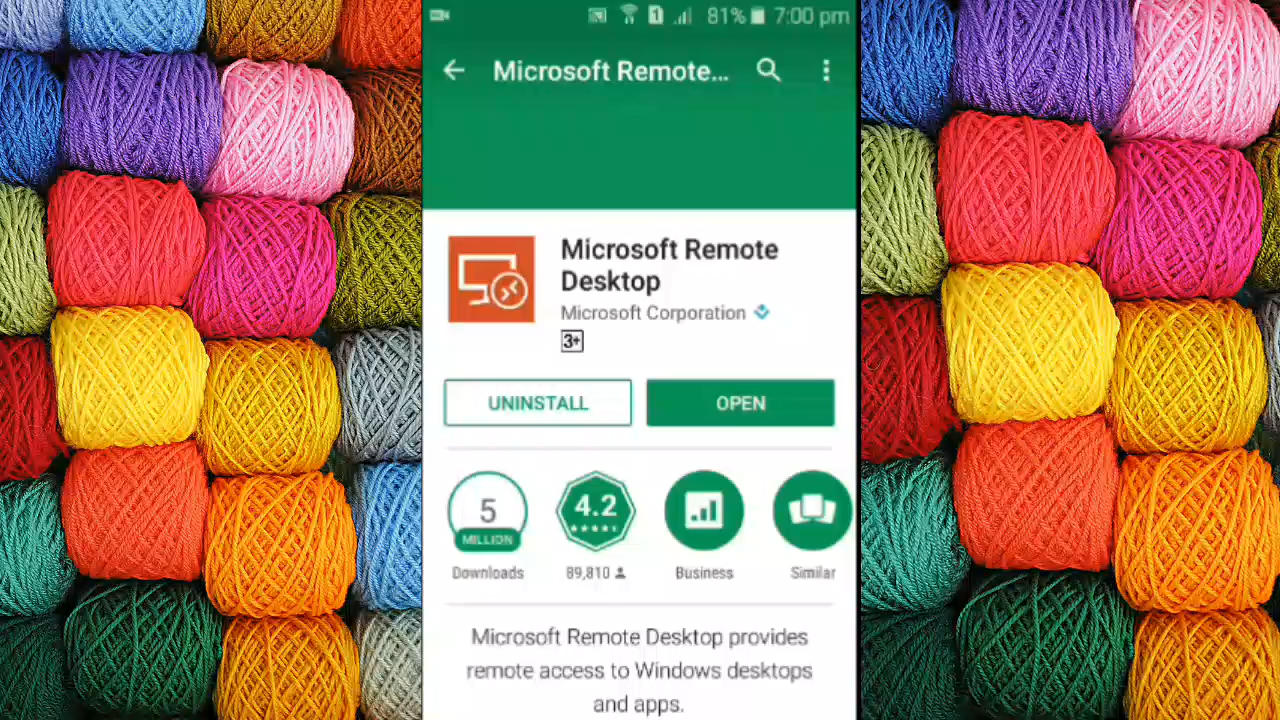 1 81% 7:00 pm
Microsoft Remote...
Microsoft Remote
Desktop
Microsoft Corporation
3+
UNINSTALL OPEN
5 4.2
MILLION
Downloads 89,810 Business Similar
Microsoft Remote Desktop provides
remote access to Windows desktops
and apps.